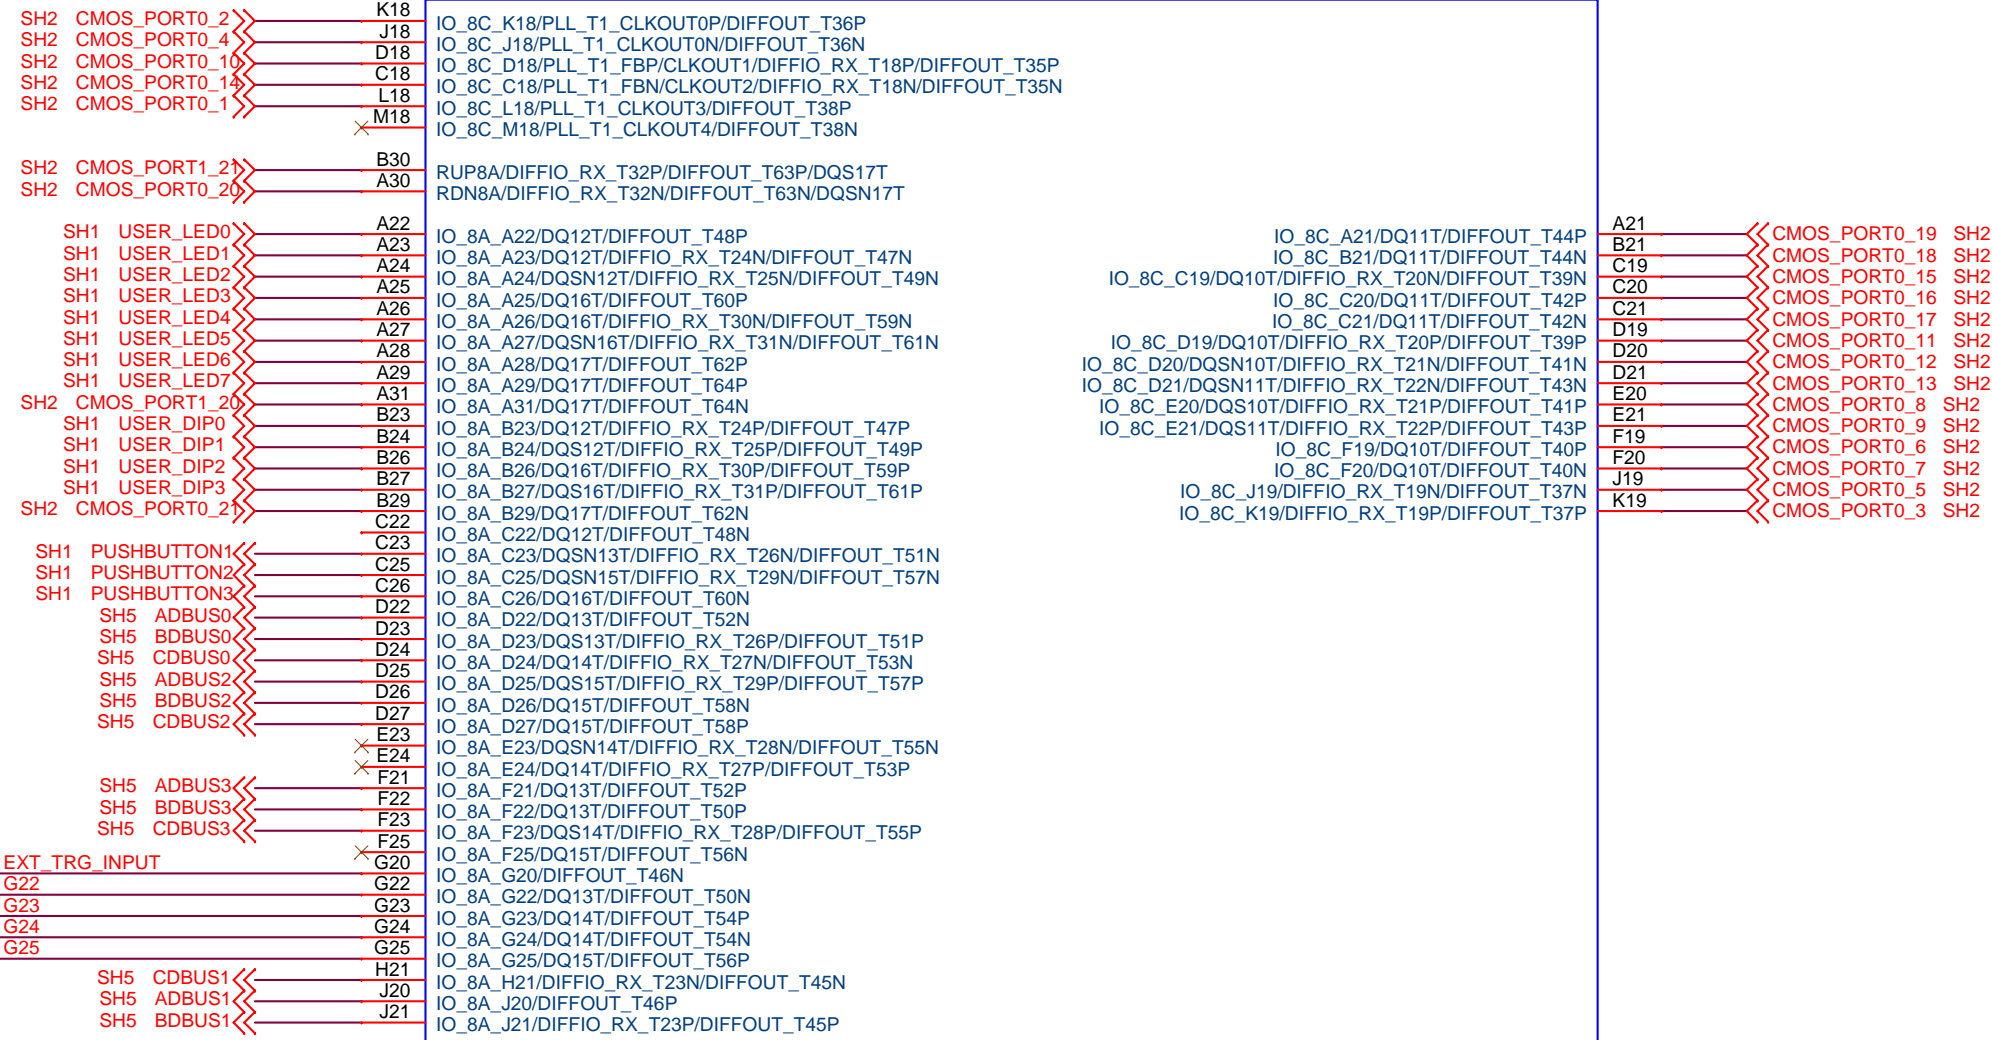 SH2 CMOS_PORT0_2 K18 IO_8C_K18/PLL_T1_CLKOUT0P/DIFFOUT_T36P
SH2 CMOS_PORT0_4 J18 IO_8C_J18/PLL_T1_CLKOUT0N/DIFFOUT_T36N
SH2 CMOS_PORT0_10 D18 IO_8C_D18/PLL_T1_FBP/CLKOUT1/DIFFIO_RX_T18P/DIFFOUT_T35P
SH2 CMOS_PORT0_14 C18 IO_8C_C18/PLL_T1_FBN/CLKOUT2/DIFFIO_RX_T18N/DIFFOUT_T35N
SH2 CMOS_PORT0_1 L18 IO_8C_L18/PLL_T1_CLKOUT3/DIFFOUT_T38P
M18 IO_8C_M18/PLL_T1_CLKOUT4/DIFFOUT_T38N
SH2 CMOS_PORT1_21 B30 RUP8A/DIFFIO_RX_T32P/DIFFOUT_T63P/DQS17T
SH2 CMOS_PORT0_20 A30 RDN8A/DIFFIO_RX_T32N/DIFFOUT_T63N/DQSN17T
SH1 USER_LED0 A22 IO_8A_A22/DQ12T/DIFFOUT_T48P
SH1 USER_LED1 A23 IO_8A_A23/DQ12T/DIFFIO_RX_T24N/DIFFOUT_T47N
SH1 USER_LED2 A24 IO_8A_A24/DQSN12T/DIFFIO_RX_T25N/DIFFOUT_T49N
SH1 USER_LED3 A25 IO_8A_A25/DQ16T/DIFFOUT_T60P
SH1 USER_LED4 A26 IO_8A_A26/DQ16T/DIFFIO_RX_T30N/DIFFOUT_T59N
SH1 USER_LED5 A27 IO_8A_A27/DQSN16T/DIFFIO_RX_T31N/DIFFOUT_T61N
SH1 USER_LED6 A28 IO_8A_A28/DQ17T/DIFFOUT_T62P
SH1 USER_LED7 A29 IO_8A_A29/DQ17T/DIFFOUT_T64P
SH2 CMOS_PORT1_20 A31 IO_8A_A31/DQ17T/DIFFOUT_T64N
SH1 USER_DIP0 B23 IO_8A_B23/DQ12T/DIFFIO_RX_T24P/DIFFOUT_T47P
SH1 USER_DIP1 B24 IO_8A_B24/DQS12T/DIFFIO_RX_T25P/DIFFOUT_T49P
SH1 USER_DIP2 B26 IO_8A_B26/DQ16T/DIFFIO_RX_T30P/DIFFOUT_T59P
SH1 USER_DIP3 B27 IO_8A_B27/DQS16T/DIFFIO_RX_T31P/DIFFOUT_T61P
SH2 CMOS_PORT0_21 B29 IO_8A_B29/DQ17T/DIFFOUT_T62N
C22 IO_8A_C22/DQ12T/DIFFOUT_T48N
SH1 PUSHBUTTON1 C23 IO_8A_C23/DQSN13T/DIFFIO_RX_T26N/DIFFOUT_T51N
SH1 PUSHBUTTON2 C25 IO_8A_C25/DQSN15T/DIFFIO_RX_T29N/DIFFOUT_T57N
SH1 PUSHBUTTON3 C26 IO_8A_C26/DQ16T/DIFFOUT_T60N
SH5 ADBUS0 D22 IO_8A_D22/DQ13T/DIFFOUT_T52N
SH5 BDBUS0 D23 IO_8A_D23/DQS13T/DIFFIO_RX_T26P/DIFFOUT_T51P
SH5 CDBUS0 D24 IO_8A_D24/DQ14T/DIFFIO_RX_T27N/DIFFOUT_T53N
SH5 ADBUS2 D25 IO_8A_D25/DQS15T/DIFFIO_RX_T29P/DIFFOUT_T57P
SH5 BDBUS2 D26 IO_8A_D26/DQ15T/DIFFOUT_T58N
SH5 CDBUS2 D27 IO_8A_D27/DQ15T/DIFFOUT_T58P
E23 IO_8A_E23/DQSN14T/DIFFIO_RX_T28N/DIFFOUT_T55N
E24 IO_8A_E24/DQ14T/DIFFIO_RX_T27P/DIFFOUT_T53P
SH5 ADBUS3 F21 IO_8A_F21/DQ13T/DIFFOUT_T52P
SH5 BDBUS3 F22 IO_8A_F22/DQ13T/DIFFOUT_T50P
SH5 CDBUS3 F23 IO_8A_F23/DQS14T/DIFFIO_RX_T28P/DIFFOUT_T55P
F25 IO_8A_F25/DQ15T/DIFFOUT_T56N
EXT_TRG_INPUT G20 IO_8A_G20/DIFFOUT_T46N
G22 G22 IO_8A_G22/DQ13T/DIFFOUT_T50N
G23 G23 IO_8A_G23/DQ14T/DIFFOUT_T54P
G24 G24 IO_8A_G24/DQ14T/DIFFOUT_T54N
G25 G25 IO_8A_G25/DQ15T/DIFFOUT_T56P
SH5 CDBUS1 H21 IO_8A_H21/DIFFIO_RX_T23N/DIFFOUT_T45N
SH5 ADBUS1 J20 IO_8A_J20/DIFFOUT_T46P
SH5 BDBUS1 J21 IO_8A_J21/DIFFIO_RX_T23P/DIFFOUT_T45P
IO_8C_A21/DQ11T/DIFFOUT_T44P A21 CMOS_PORT0_19 SH2
IO_8C_B21/DQ11T/DIFFOUT_T44N B21 CMOS_PORT0_18 SH2
IO_8C_C19/DQ10T/DIFFIO_RX_T20N/DIFFOUT_T39N C19 CMOS_PORT0_15 SH2
IO_8C_C20/DQ11T/DIFFOUT_T42P C20 CMOS_PORT0_16 SH2
IO_8C_C21/DQ11T/DIFFOUT_T42N C21 CMOS_PORT0_17 SH2
IO_8C_D19/DQ10T/DIFFIO_RX_T20P/DIFFOUT_T39P D19 CMOS_PORT0_11 SH2
IO_8C_D20/DQSN10T/DIFFIO_RX_T21N/DIFFOUT_T41N D20 CMOS_PORT0_12 SH2
IO_8C_D21/DQSN11T/DIFFIO_RX_T22N/DIFFOUT_T43N D21 CMOS_PORT0_13 SH2
IO_8C_E20/DQS10T/DIFFIO_RX_T21P/DIFFOUT_T41P E20 CMOS_PORT0_8 SH2
IO_8C_E21/DQS11T/DIFFIO_RX_T22P/DIFFOUT_T43P E21 CMOS_PORT0_9 SH2
IO_8C_F19/DQ10T/DIFFOUT_T40P F19 CMOS_PORT0_6 SH2
IO_8C_F20/DQ10T/DIFFOUT_T40N F20 CMOS_PORT0_7 SH2
IO_8C_J19/DIFFIO_RX_T19N/DIFFOUT_T37N J19 CMOS_PORT0_5 SH2
IO_8C_K19/DIFFIO_RX_T19P/DIFFOUT_T37P K19 CMOS_PORT0_3 SH2